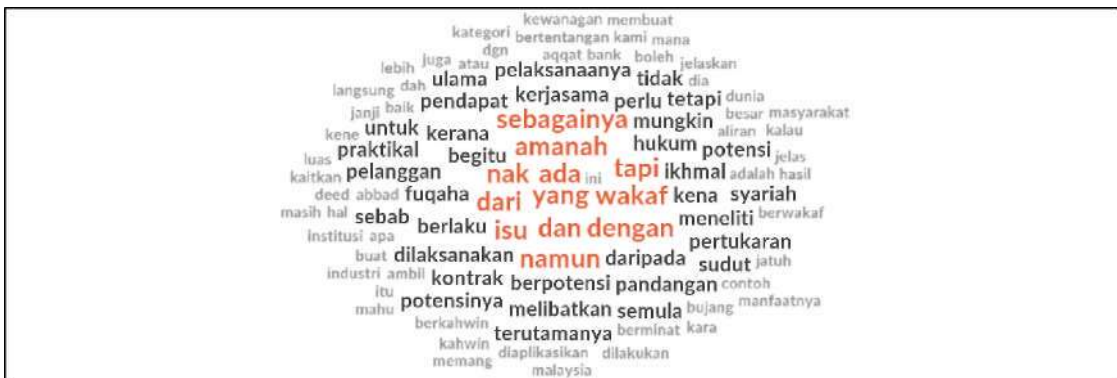 kewanagan membuat
kategori bertentangan kami mana
dgn aqqat bank boleh jelaskan
lebih juga atau ulama pelaksanaanya tidak dia
langsung dah pendapat kerjasama perlu tetapi dunia
janji baik sebagainya mungkin besar masyarakat
kene untuk kerana amanah hukum aliran kalau
luas praktikal begitu potensi jelas
kaitkan pelanggan nak ada ini tapi ikhmal adalah hasil
deed abbad fuqaha dari yang wakaf kena syariah
masih hal sebab berlaku isu dan dengan meneliti berwakaf
institusi apa pertukaran
buat dilaksanakan namun daripada sudut jatuh
industri ambil kontrak berpotensi pandangan contoh
itu mahu potensinya melibatkan semula bujang manfaatnya
berkahwin terutamanya berminat kara
kahwin diaplikasikan dilakukan
memang malaysia